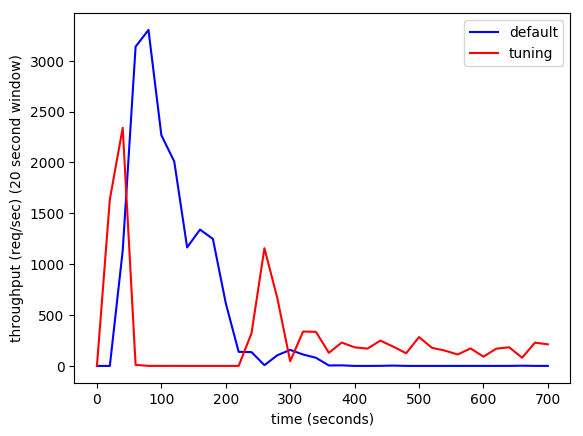 default
tuning
throughput (req/sec) (20 second window)
3000
2500
2000
1500
1000
500
0
0 100 200 300 400 500 600 700
time (seconds)